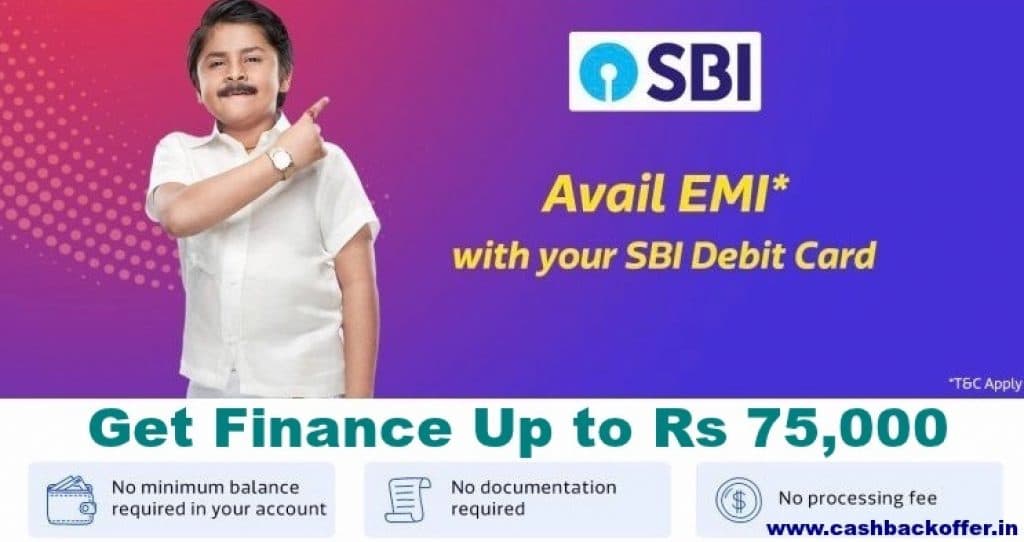 SBI
Avail EMI*
with your SBI Debit Card
*T&C Apply
Get Finance Up to Rs 75,000
No minimum balance
required in your account
No documentation
required
No processing fee
www.cashbackoffer.in